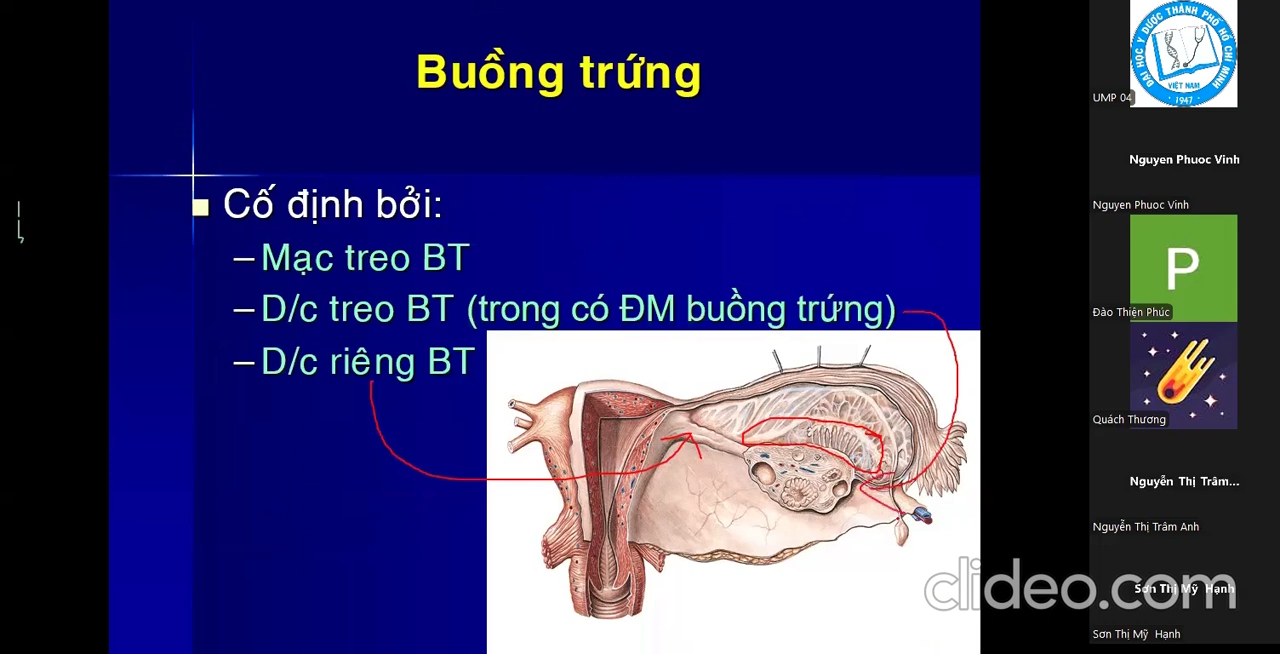 Buồng trứng
Cố định bởi:
–Mạc treo BT
–D/c treo BT (trong có ĐM buồng trứng)
–D/c riêng BT
ĐẠI HỌC Y DƯỢC THÀNH PHỐ HỒ CHÍ MINH
VIỆT NAM
1947
UMP 04
Nguyen Phuoc Vinh
Nguyen Phuoc Vinh
P
Đào Thiện Phúc
Quách Thương
Nguyễn Thị Trâm...
Nguyễn Thị Trâm Anh
clideo.com
Sơn Thị Mỹ Hạnh
Sơn Thị Mỹ Hạnh